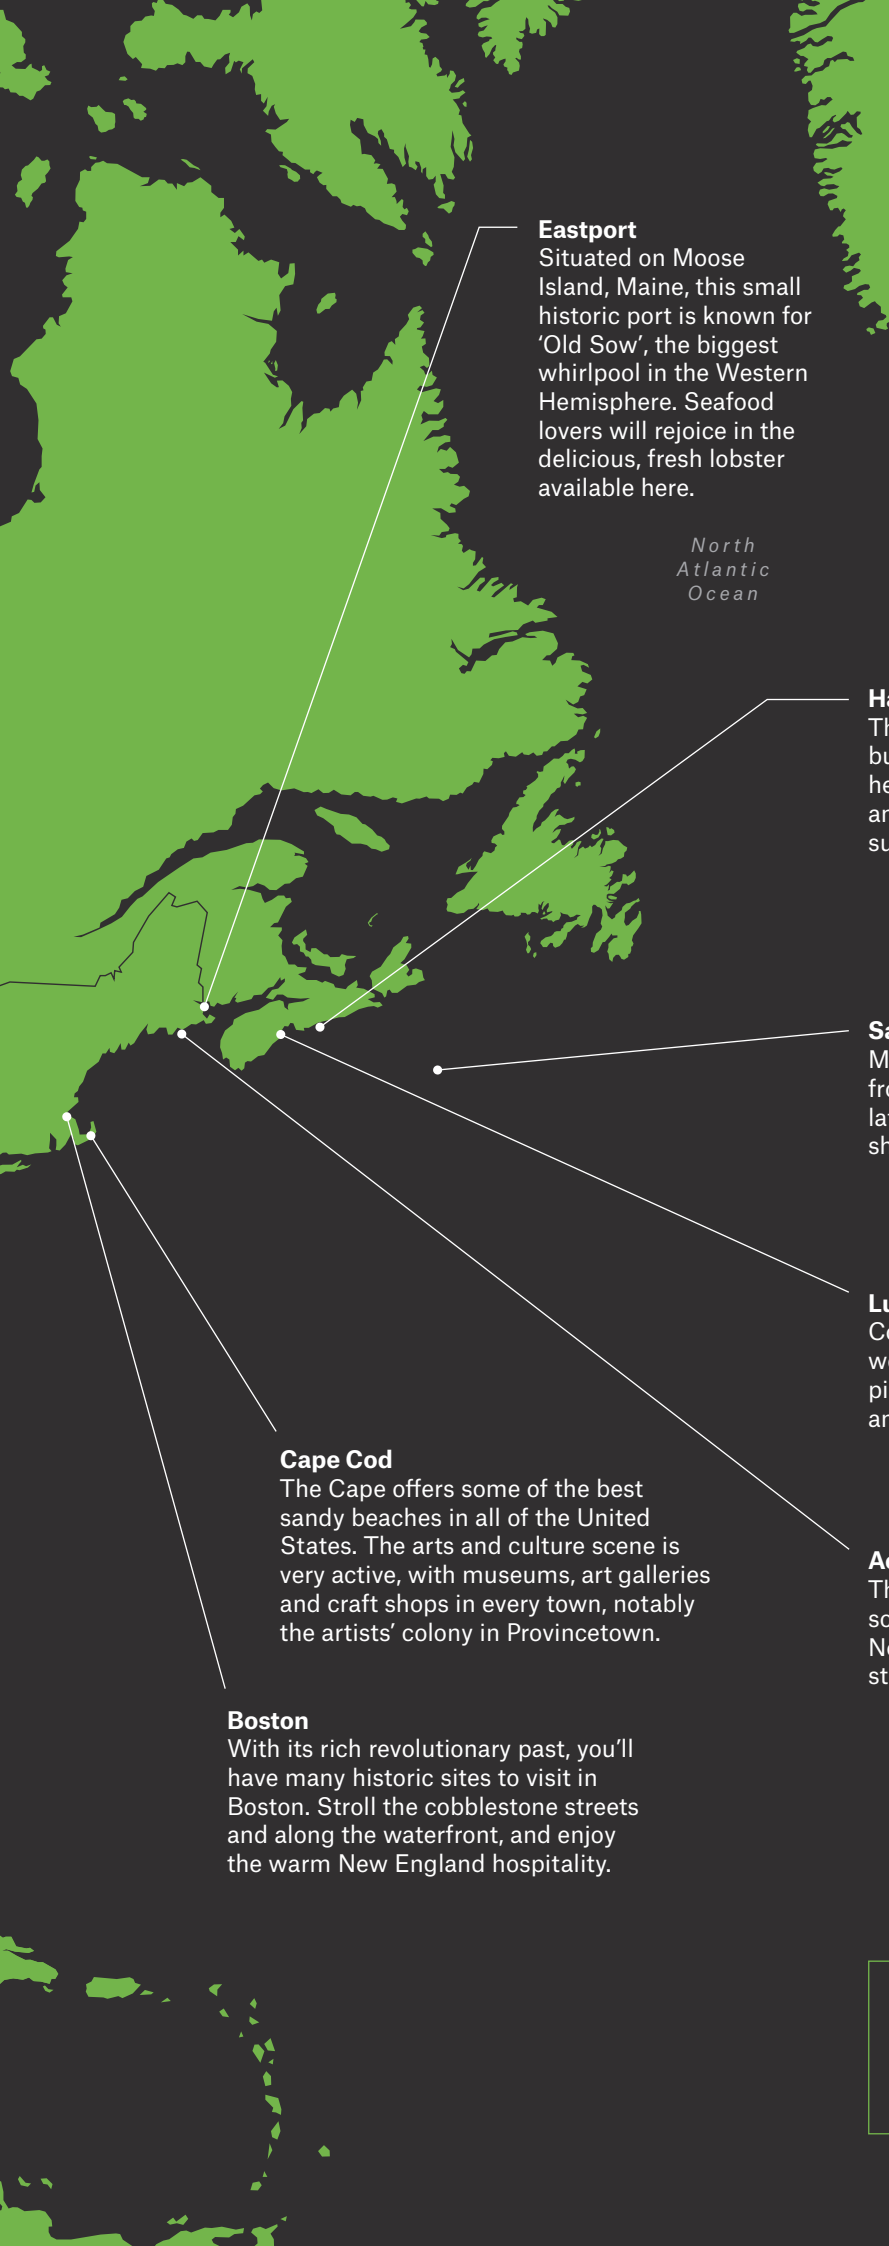 Eastport
Situated on Moose
Island, Maine, this small
historic port is known for
‘Old Sow’, the biggest
whirlpool in the Western
Hemisphere. Seafood
lovers will rejoice in the
delicious, fresh lobster
available here.
North
Atlantic
Ocean
Cape Cod
The Cape offers some of the best
sandy beaches in all of the United
States. The arts and culture scene is
very active, with museums, art galleries
and craft shops in every town, notably
the artists’ colony in Provincetown.
Boston
With its rich revolutionary past, you’ll
have many historic sites to visit in
Boston. Stroll the cobblestone streets
and along the waterfront, and enjoy
the warm New England hospitality.